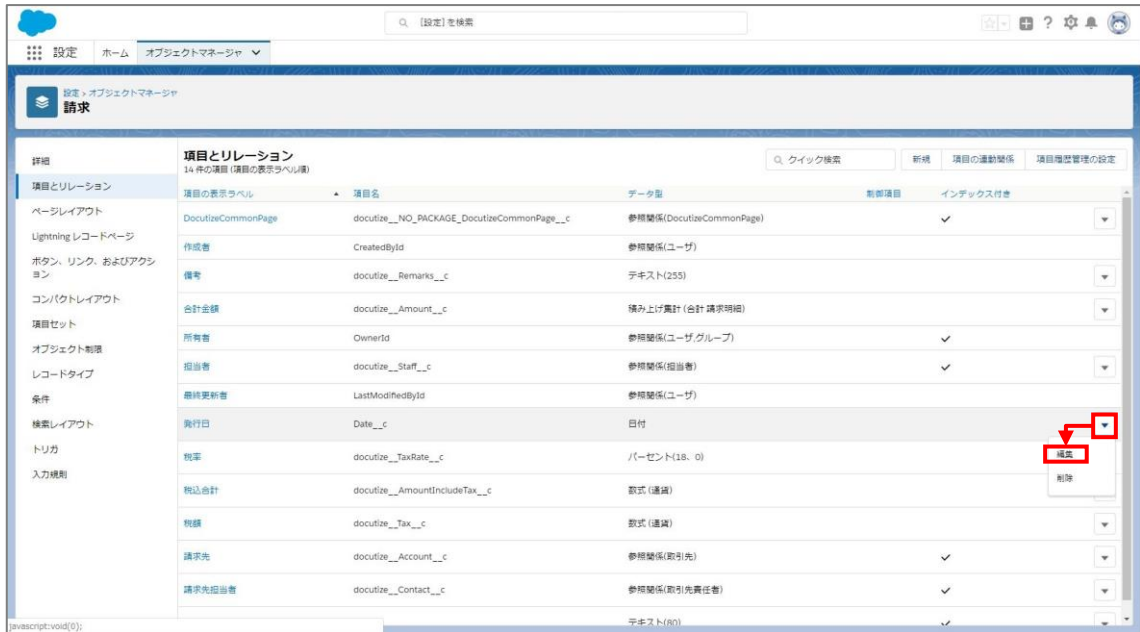 [設定] を検索
設定 ホーム オブジェクトマネージャ
設定 > オブジェクトマネージャ
請求
詳細
項目とリレーション
ページレイアウト
Lightning レコードページ
ボタン、リンク、およびアクシ
ョン
コンパクトレイアウト
項目セット
オブジェクト制限
レコードタイプ
条件
検索レイアウト
トリガ
入力規則
項目とリレーション
14 件の項目 (項目の表示ラベル順)
クイック検索 新規 項目の連動関係 項目履歴管理の設定
項目の表示ラベル 項目名 データ型 制御項目 インデックス付き
DocutizeCommonPage docutize__NO_PACKAGE_DocutizeCommonPage__c 参照関係(DocutizeCommonPage)
作成者 CreatedById 参照関係(ユーザ)
備考 docutize__Remarks__c テキスト(255)
合計金額 docutize__Amount__c 積み上げ集計 (合計 請求明細)
所有者 OwnerId 参照関係(ユーザ,グループ)
担当者 docutize__Staff__c 参照関係(担当者)
最終更新者 LastModifiedById 参照関係(ユーザ)
発行日 Date__c 日付
編集
税率 docutize__TaxRate__c パーセント(18、0)
削除
税込合計 docutize__AmountIncludeTax__c 数式 (通貨)
税額 docutize__Tax__c 数式 (通貨)
請求先 docutize__Account__c 参照関係(取引先)
請求先担当者 docutize__Contact__c 参照関係(取引先責任者)
テキスト(80)
javascript:void(0);